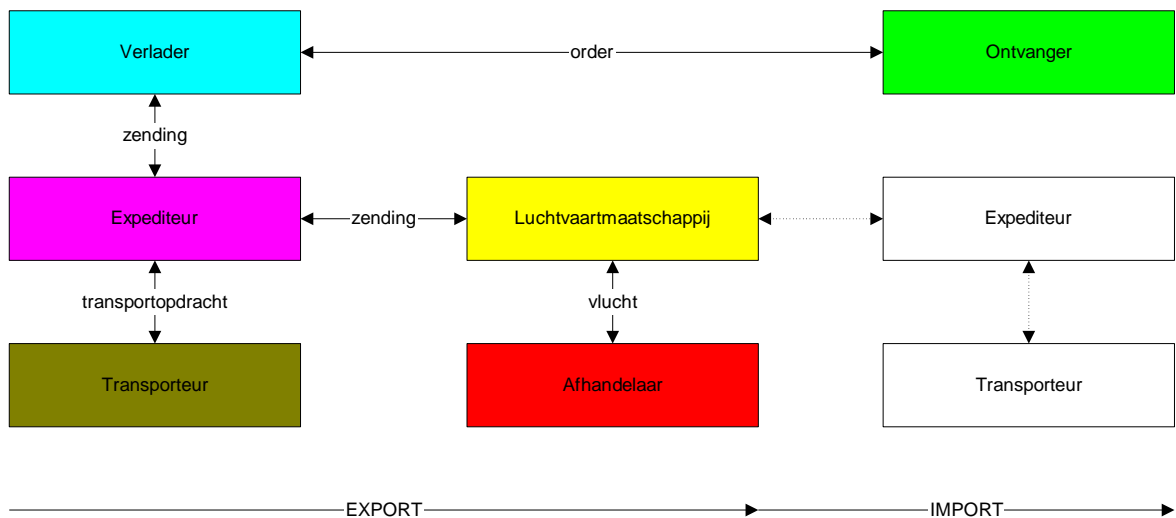 Verlader
order
Ontvanger
zending
Expediteur
zending
Luchtvaartmaatschappij
Expediteur
transportopdracht
vlucht
Transporteur
Afhandelaar
Transporteur
EXPORT
IMPORT